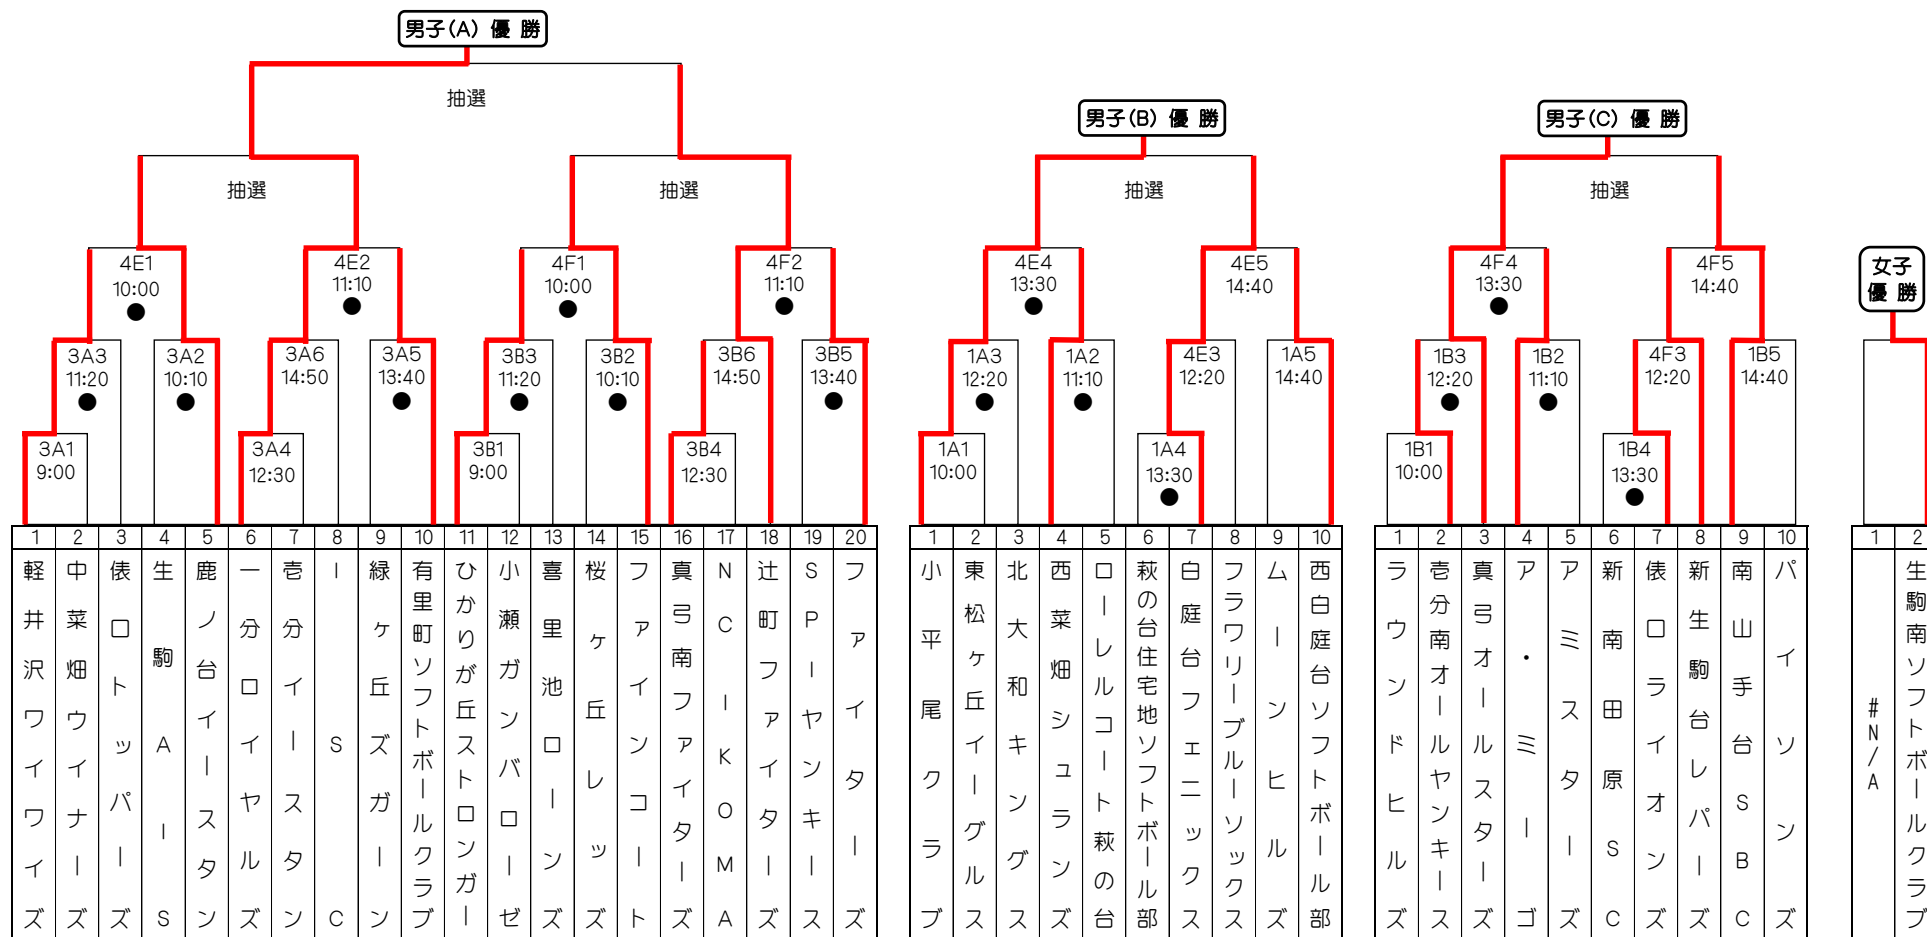 男子(A) 優 勝
抽選
男子(B) 優 勝
男子(C) 優 勝
抽選
抽選
抽選
抽選
4E1
10:00
●
4E2
11:10
●
4F1
10:00
●
4F2
11:10
●
4E4
13:30
●
4E5
14:40
4F4
13:30
●
4F5
14:40
女子
優 勝
3A3
11:20
●
3A2
10:10
●
3A6
14:50
3A5
13:40
●
3B3
11:20
●
3B2
10:10
●
3B6
14:50
3B5
13:40
●
1A3
12:20
●
1A2
11:10
●
4E3
12:20
1A5
14:40
1B3
12:20
●
1B2
11:10
●
4F3
12:20
1B5
14:40
3A1
9:00
3A4
12:30
3B1
9:00
3B4
12:30
1A1
10:00
1A4
13:30
●
1B1
10:00
1B4
13:30
●
1 軽井沢ワイワイズ
2 中菜畑ウイナーズ
3 俵口トッパーズ
4 生駒AーS
5 鹿ノ台イースタン
6 一分ロイヤルズ
7 壱分イースタン
8 ISC
9 緑ヶ丘ズガーン
10 有里町ソフトボールクラブ
11 ひかりが丘ストロンガー
12 小瀬ガンバローゼ
13 喜里池ローンズ
14 桜ヶ丘レッズ
15 ファインコート
16 真弓南ファイターズ
17 NCーIKOMA
18 辻町ファイターズ
19 SPーヤンキース
20 ファイターズ
1 小平尾クラブ
2 東松ヶ丘イーグルス
3 北大和キングス
4 西菜畑シュランズ
5 ローレルコート萩の台
6 萩の台住宅地ソフトボール部
7 白庭台フェニックス
8 フラワリーブルーソックス
9 ムーンヒルズ
10 西白庭台ソフトボール部
1 ラウンドヒルズ
2 壱分南オールヤンキース
3 真弓オールスターズ
4 ア・ミーゴ
5 アミスターズ
6 新南田原SC
7 俵口ライオンズ
8 新生駒台レパーズ
9 南山手台SBC
10 パイソンズ
1 #N/A
2 生駒南ソフトボールクラブ